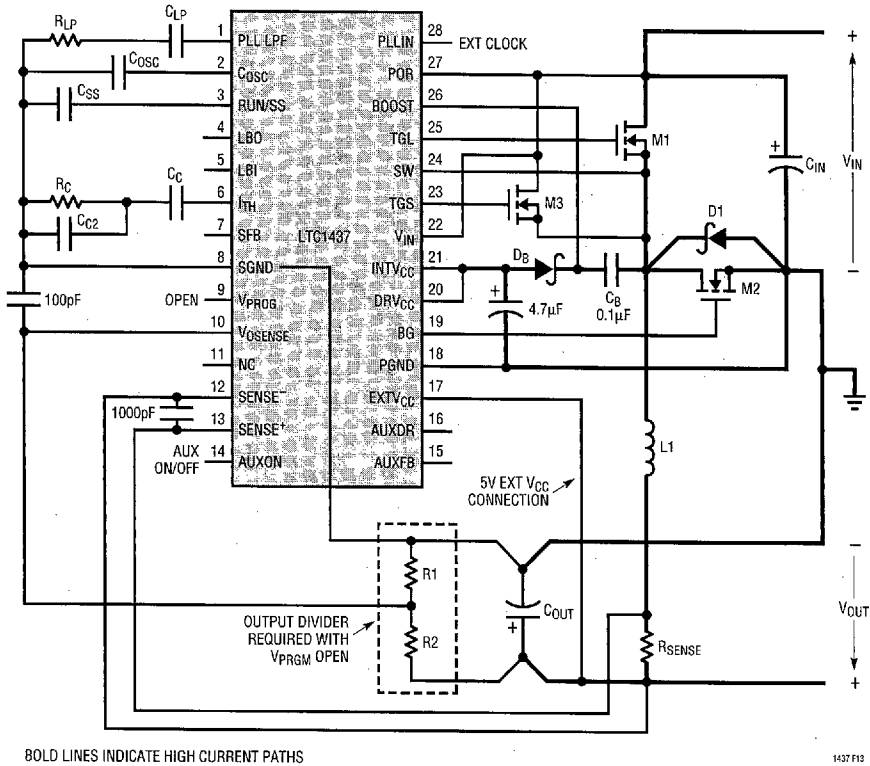 RLP
CLP
COSC
CSS
RC
CC
CC2
100pF
OPEN
1000pF
AUX
ON/OFF
1 PLL LPF
2 COSC
3 RUN/SS
4 LBO
5 LBI
6 ITH
7 SFB
8 SGND
9 VPROG
10 VOSENSE
11 NC
12 SENSE−
13 SENSE+
14 AUXON
LTC1437
PLLIN 28
POR 27
BOOST 26
TGL 25
SW 24
TGS 23
VIN 22
INTVCC 21
DRVCC 20
BG 19
PGND 18
EXTVCC 17
AUXDR 16
AUXFB 15
EXT CLOCK
M1
M3
+
CIN
+
VIN
−
D1
DB
+
4.7µF
CB
0.1µF
M2
L1
5V EXT VCC
CONNECTION
R1
R2
OUTPUT DIVIDER
REQUIRED WITH
VPRGM OPEN
COUT
+
RSENSE
−
VOUT
+
BOLD LINES INDICATE HIGH CURRENT PATHS
1437 F13